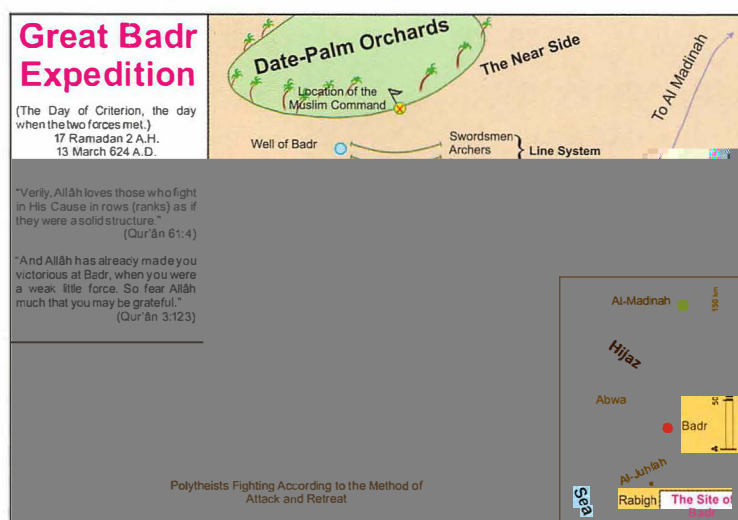 Great Badr
Expedition
{The Day of Criterion, the day
when the two forces met.}
17 Ramadan 2 A.H.
13 March 624 A.D.
"Verily, Allâh loves those who fight
in His Cause in rows (ranks) as if
they were a solid structure."
(Qur'ân 61:4)
"And Allâh has already made you
victorious at Badr, when you were
a weak little force. So fear Allâh
much that you may be grateful."
(Qur'ân 3:123)
Date-Palm Orchards
The Near Side
Location of the
Muslim Command
To Al Madinah
Well of Badr
Swordsmen
Archers
Line System
Polytheists Fighting According to the Method of
Attack and Retreat
Al-Madinah
150 km
Hijaz
Abwa
50
Badr
Al-Juhfah
Sea
Rabigh
The Site of
Badr